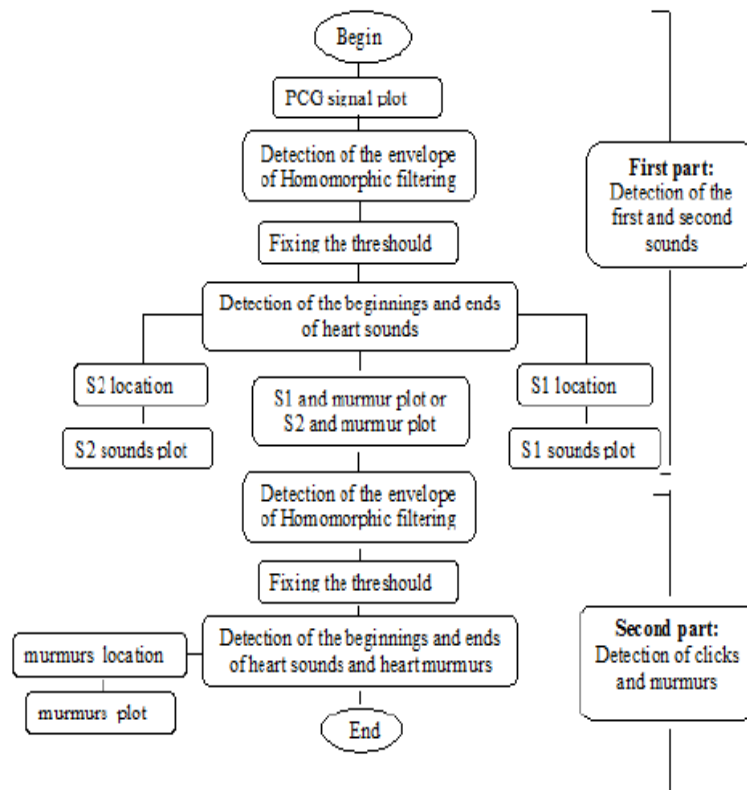 Begin
PCG signal plot
Detection of the envelope
of Homomorphic filtering
Fixing the threshould
Detection of the beginnings and ends
of heart sounds
S2 location
S2 sounds plot
S1 and murmur plot or
S2 and murmur plot
S1 location
S1 sounds plot
Detection of the envelope
of Homomorphic filtering
Fixing the threshould
Detection of the beginnings and ends
of heart sounds and heart murmurs
murmurs location
murmurs plot
End
First part:
Detection of the
first and second
sounds
Second part:
Detection of clicks
and murmurs